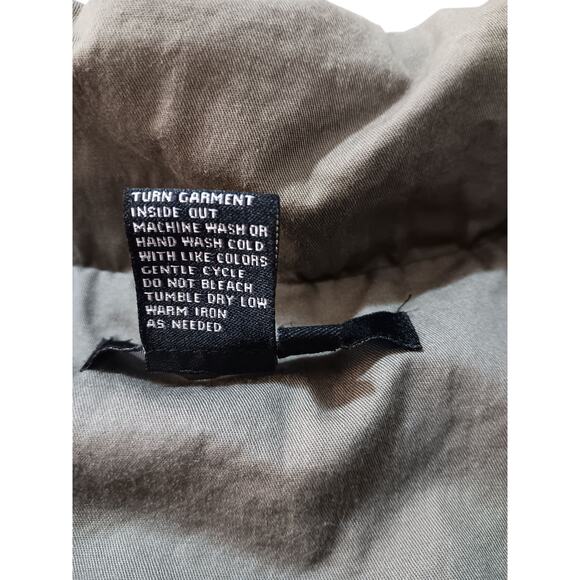 TURN GARMENT
INSIDE OUT
MACHINE WASH OR
HAND WASH COLD
WITH LIKE COLORS
GENTLE CYCLE
DO NOT BLEACH
TUMBLE DRY LOW
WARM IRON
AS NEEDED